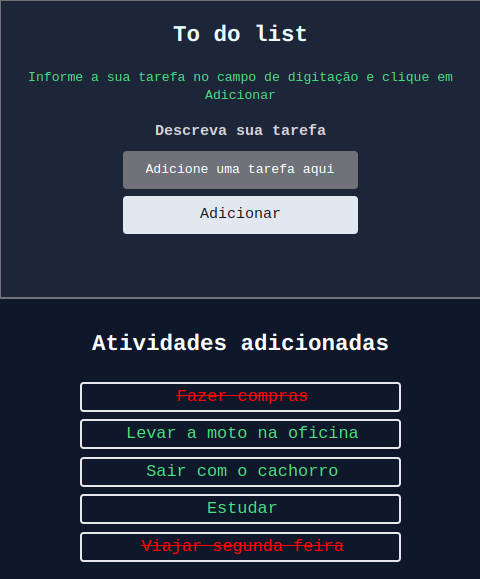 To do list
Informe a sua tarefa no campo de digitação e clique em
Adicionar
Descreva sua tarefa
Adicione uma tarefa aqui
Adicionar
Atividades adicionadas
Fazer compras
Levar a moto na oficina
Sair com o cachorro
Estudar
Viajar segunda feira